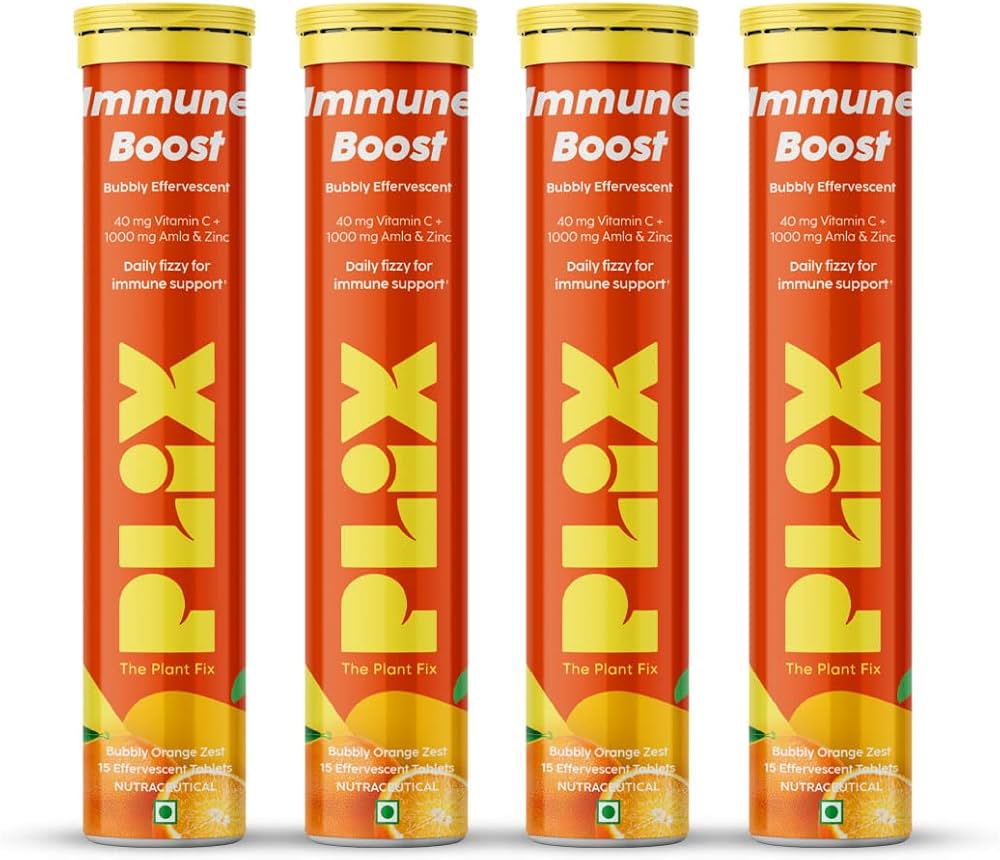 Immune
Boost
Bubbly Effervescent
40 mg Vitamin C +
1000 mg Amla & Zinc
Daily fizzy for
immune support†
PLiX
The Plant Fix
Bubbly Orange Zest
15 Effervescent Tablets
NUTRACEUTICAL
Immune
Boost
Bubbly Effervescent
40 mg Vitamin C +
1000 mg Amla & Zinc
Daily fizzy for
immune support†
PLiX
The Plant Fix
Bubbly Orange Zest
15 Effervescent Tablets
NUTRACEUTICAL
Immune
Boost
Bubbly Effervescent
40 mg Vitamin C +
1000 mg Amla & Zinc
Daily fizzy for
immune support†
PLiX
The Plant Fix
Bubbly Orange Zest
15 Effervescent Tablets
NUTRACEUTICAL
Immune
Boost
Bubbly Effervescent
40 mg Vitamin C +
1000 mg Amla & Zinc
Daily fizzy for
immune support†
PLiX
The Plant Fix
Bubbly Orange Zest
15 Effervescent Tablets
NUTRACEUTICAL